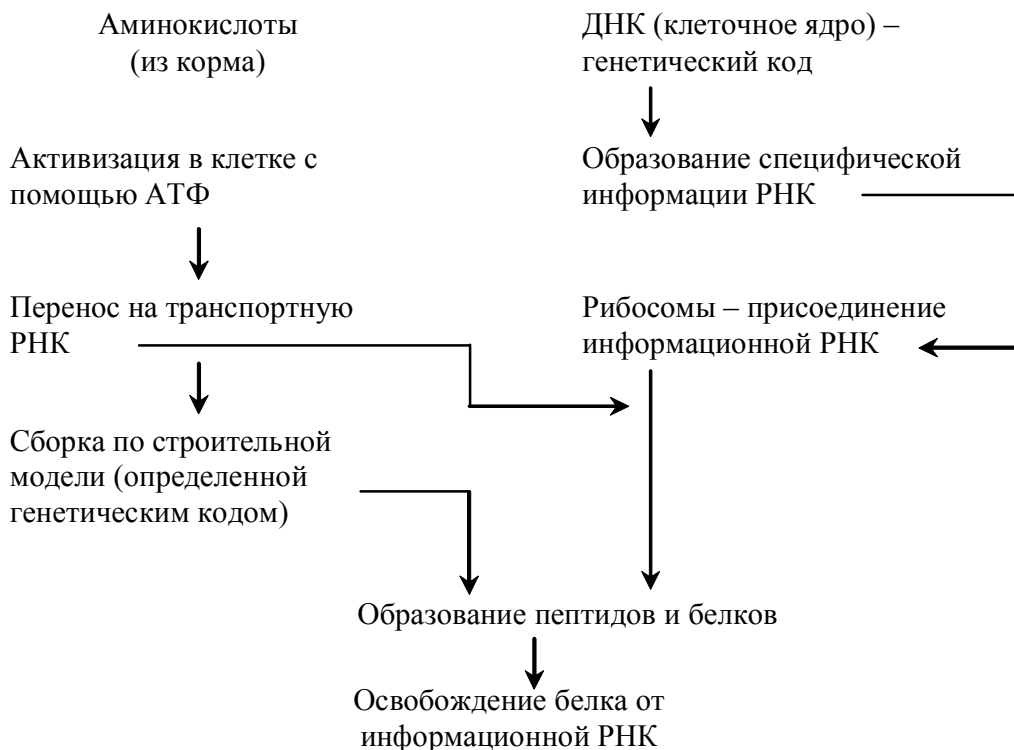 Аминокислоты
(из корма)
ДНК (клеточное ядро) –
генетический код
Активизация в клетке с
помощью АТФ
Образование специфической
информации РНК
Перенос на транспортную
РНК
Рибосомы – присоединение
информационной РНК
Сборка по строительной
модели (определенной
генетическим кодом)
Образование пептидов и белков
Освобождение белка от
информационной РНК